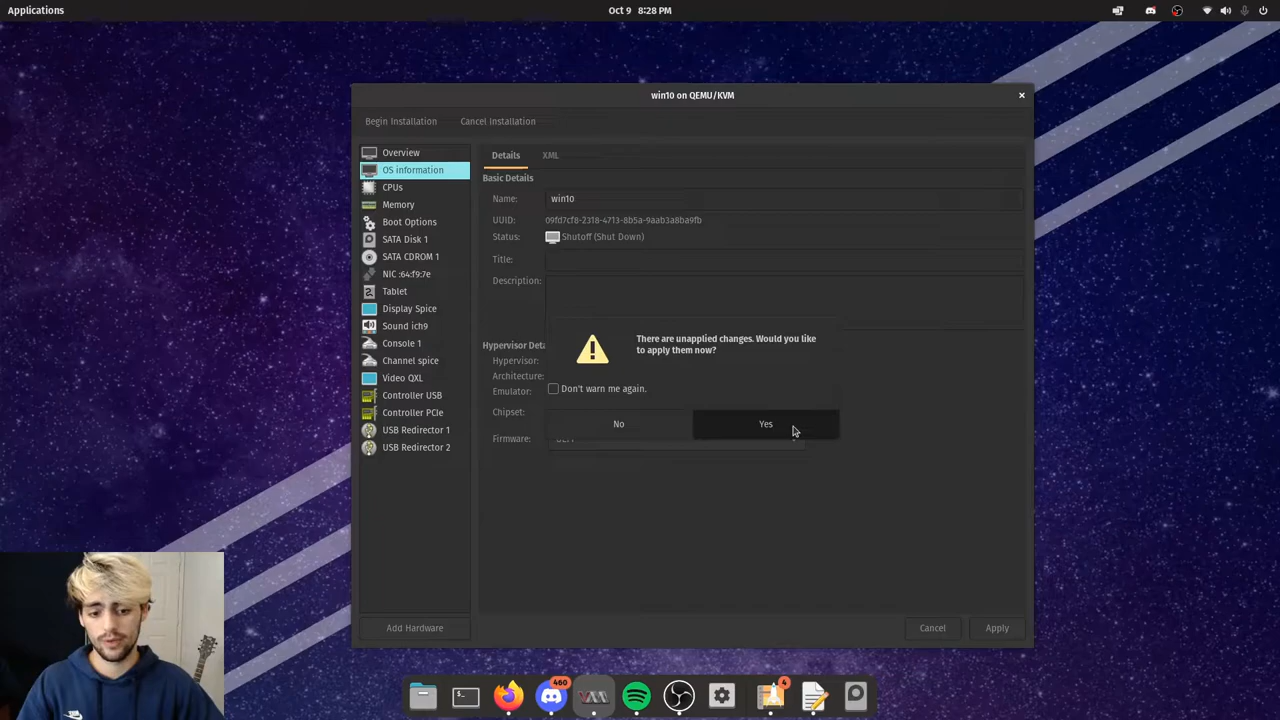 Applications
Oct 9 8:28 PM
win10 on QEMU/KVM
Begin Installation
Cancel Installation
Overview
OS information
CPUs
Memory
Boot Options
SATA Disk 1
SATA CDROM 1
NIC :64:f9:7e
Tablet
Display Spice
Sound ich9
Console 1
Channel spice
Video QXL
Controller USB
Controller PCIe
USB Redirector 1
USB Redirector 2
Add Hardware
Details
XML
Basic Details
Name: win10
UUID: 09fd7cf8-2318-4713-8b5a-9aab3a8ba9fb
Status: Shutoff (Shut Down)
Title:
Description:
Hypervisor
Hypervisor:
Architecture:
Emulator:
Chipset:
Firmware:
There are unapplied changes. Would you like
to apply them now?
Don't warn me again.
No
Yes
Cancel
Apply
460
4